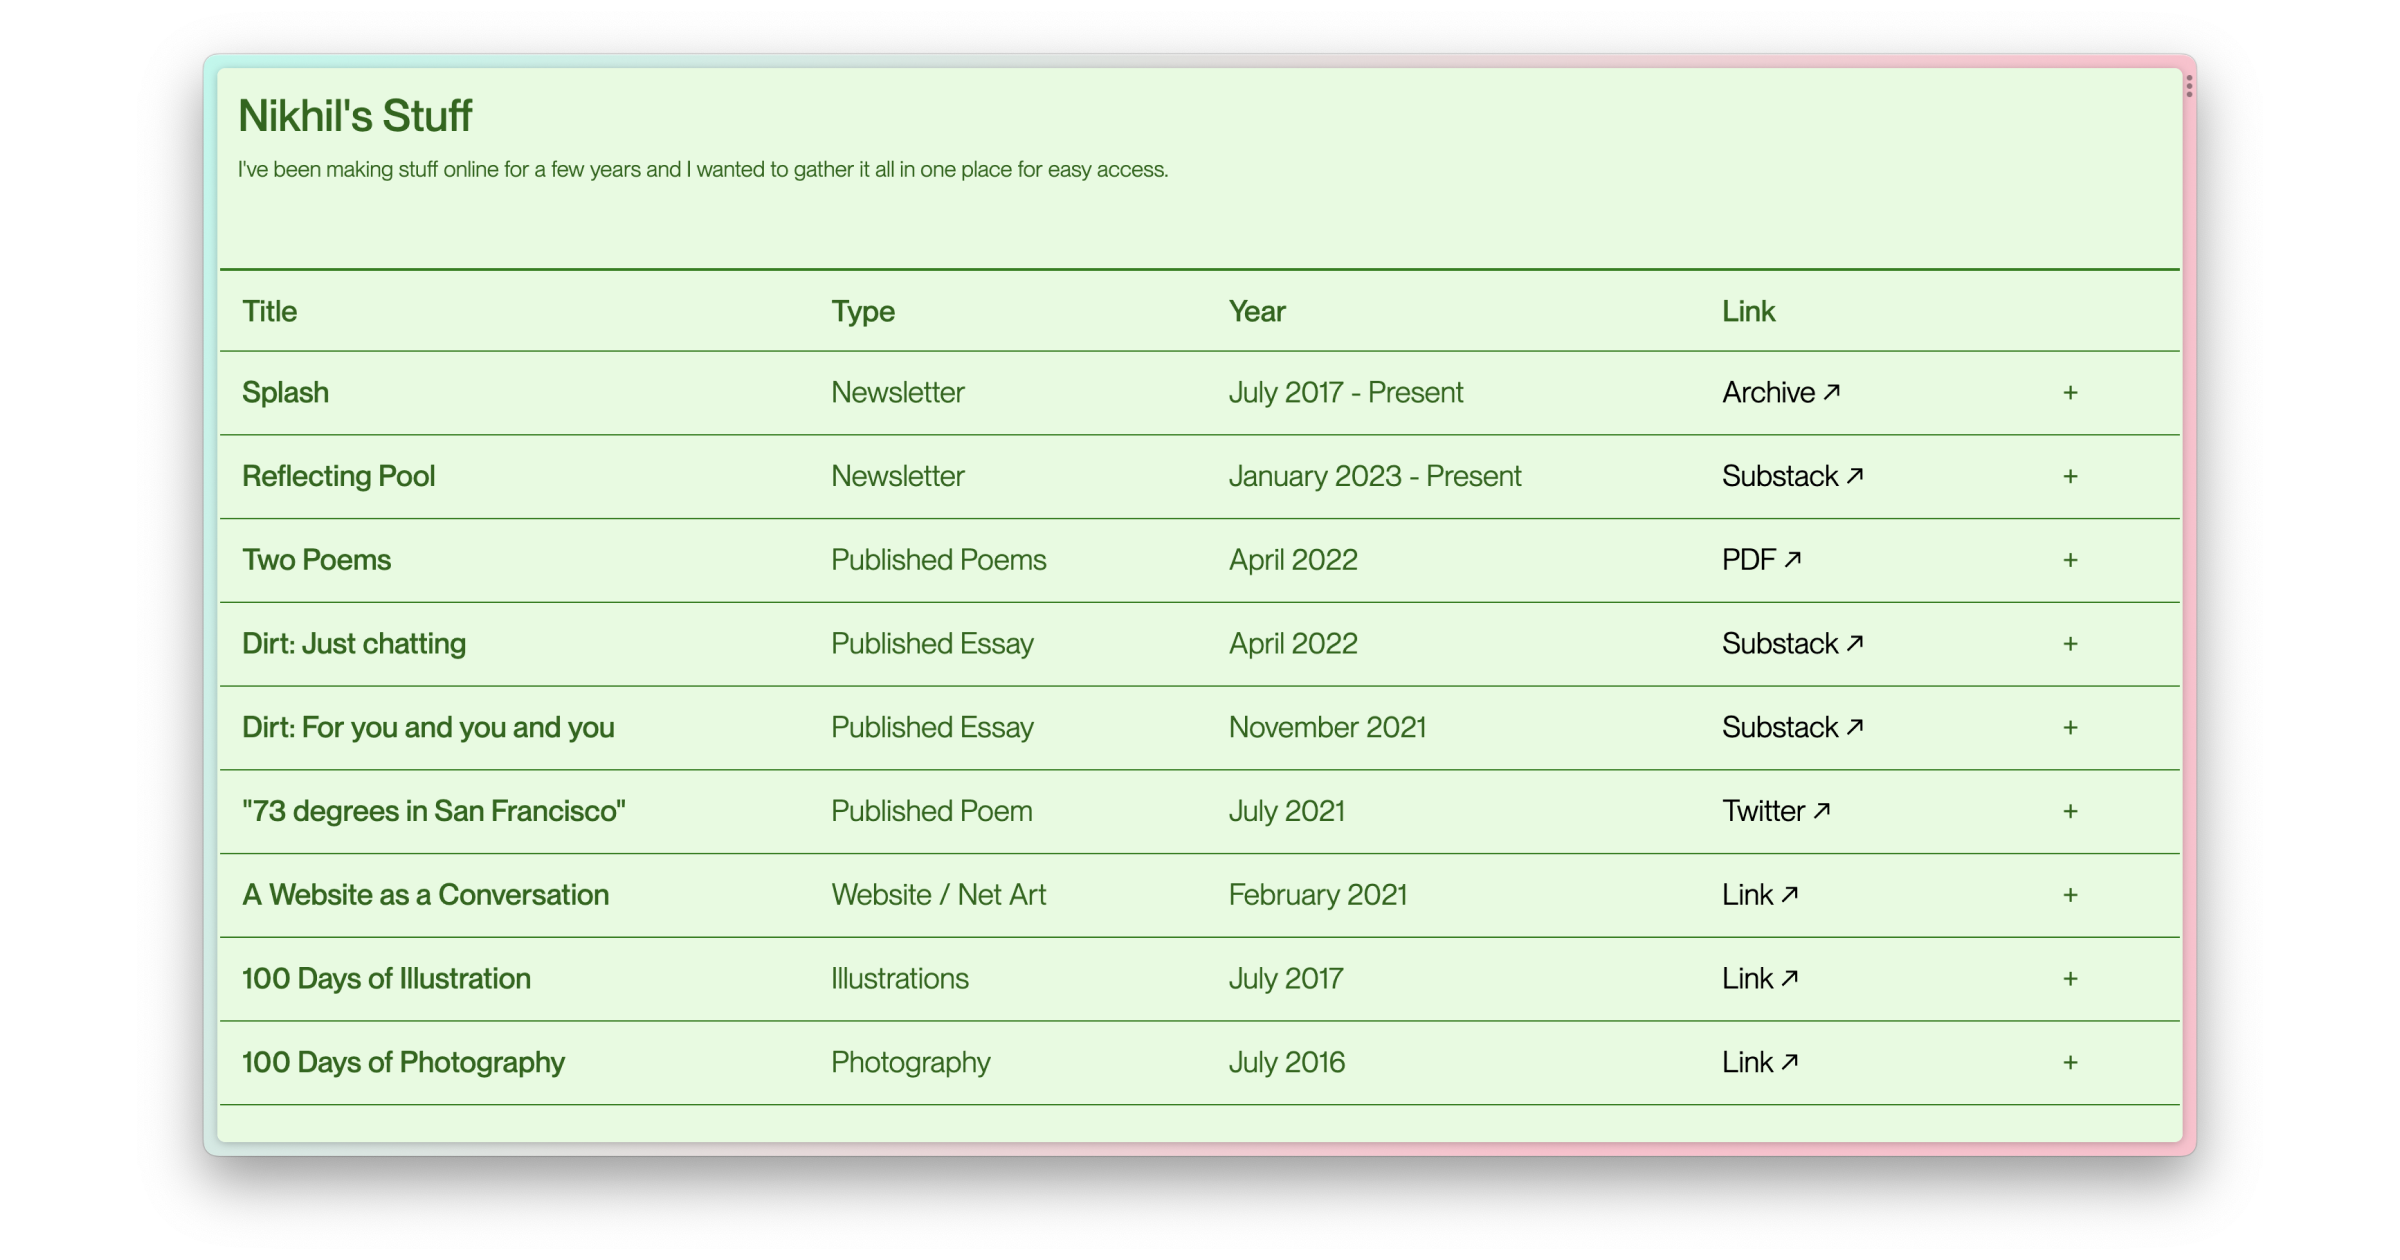 Nikhil's Stuff
I've been making stuff online for a few years and I wanted to gather it all in one place for easy access.
Title Type Year Link
Splash Newsletter July 2017 - Present Archive ↗ +
Reflecting Pool Newsletter January 2023 - Present Substack ↗ +
Two Poems Published Poems April 2022 PDF ↗ +
Dirt: Just chatting Published Essay April 2022 Substack ↗ +
Dirt: For you and you and you Published Essay November 2021 Substack ↗ +
"73 degrees in San Francisco" Published Poem July 2021 Twitter ↗ +
A Website as a Conversation Website / Net Art February 2021 Link ↗ +
100 Days of Illustration Illustrations July 2017 Link ↗ +
100 Days of Photography Photography July 2016 Link ↗ +